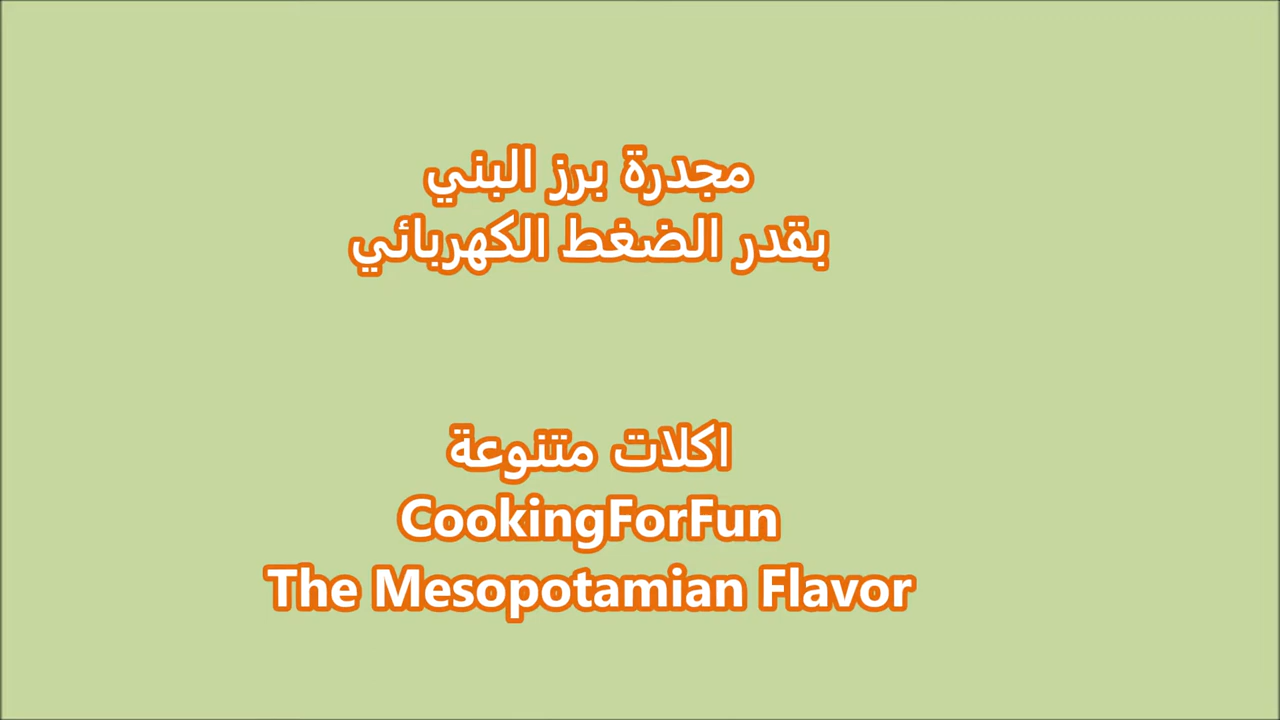 مجدرة برز البني
بقدر الضغط الكهربائي
اكلات متنوعة
CookingForFun
The Mesopotamian Flavor